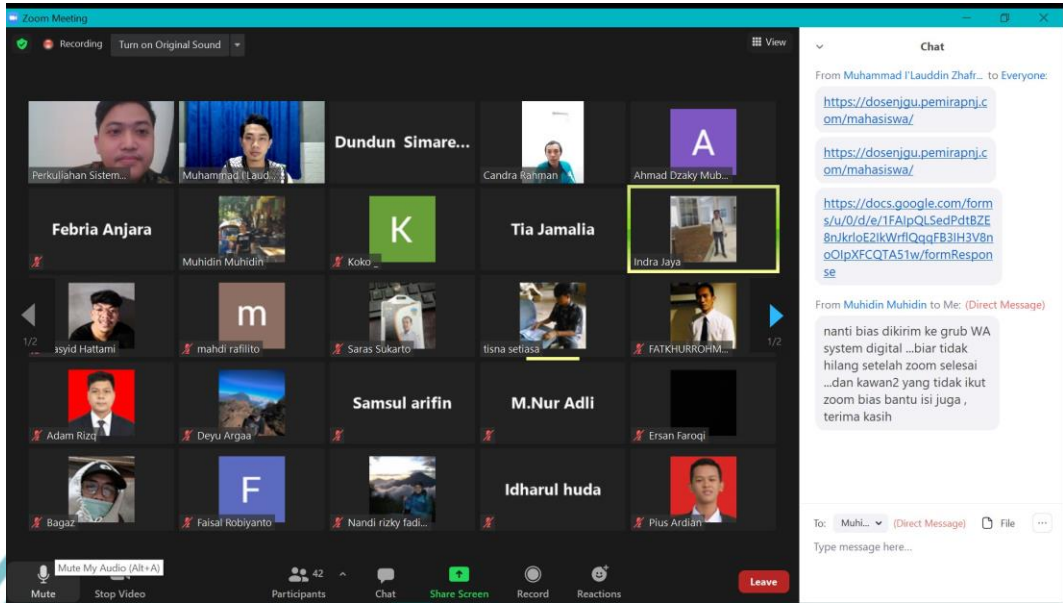 Zoom Meeting
Recording
Turn on Original Sound
View
Perkuliahan Sistem...
Muhammad I'Laud...
Dundun Simare...
Candra Rahman
A
Ahmad Dzaky Mub...
Febria Anjara
Muhidin Muhidin
K
Koko _
Tia Jamalia
Indra Jaya
1/2
asyid Hattami
m
mahdi rafilito
Saras Sukarto
tisna setiasa
FATKHURROHM...
1/2
Adam Rizq
Deyu Argaa
Samsul arifin
M.Nur Adli
Ersan Faroqi
Bagaz
F
Faisal Robiyanto
Nandi rizky fadi...
Idharul huda
Pius Ardian
Mute My Audio (Alt+A)
Mute
Stop Video
42
Participants
Chat
Share Screen
Record
Reactions
Leave
Chat
From Muhammad I'Lauddin Zhafr... to Everyone:
https://dosenjgu.pemirapnj.c
om/mahasiswa/
https://dosenjgu.pemirapnj.c
om/mahasiswa/
https://docs.google.com/form
s/u/0/d/e/1FAIpQLSedPdtBZE
8nJkrloE2IkWrflQqqFB3IH3V8n
oOIpXFCQTA51w/formRespon
se
From Muhidin Muhidin to Me: (Direct Message)
nanti bias dikirim ke grub WA
system digital ...biar tidak
hilang setelah zoom selesai
...dan kawan2 yang tidak ikut
zoom bias bantu isi juga ,
terima kasih
To: Muhi... (Direct Message) File ...
Type message here...